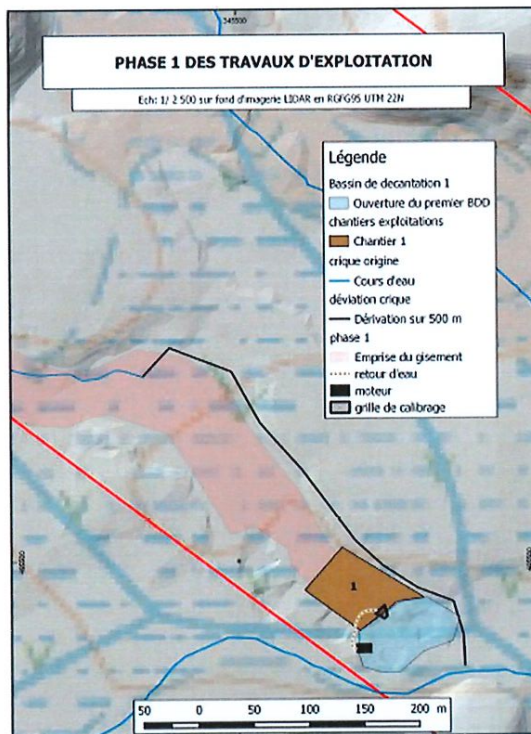 345500
PHASE 1 DES TRAVAUX D'EXPLOITATION
Ech: 1/ 2 500 sur fond d'imagerie LIDAR en RGFG95 UTM 22N
Légende
Bassin de decantation 1
Ouverture du premier BDD
chantiers exploitations
Chantier 1
crique origine
Cours d'eau
déviation crique
Dérivation sur 500 m
phase 1
Emprise du gisement
retour d'eau
moteur
grille de calibrage
1
50 0 50 100 150 200 m